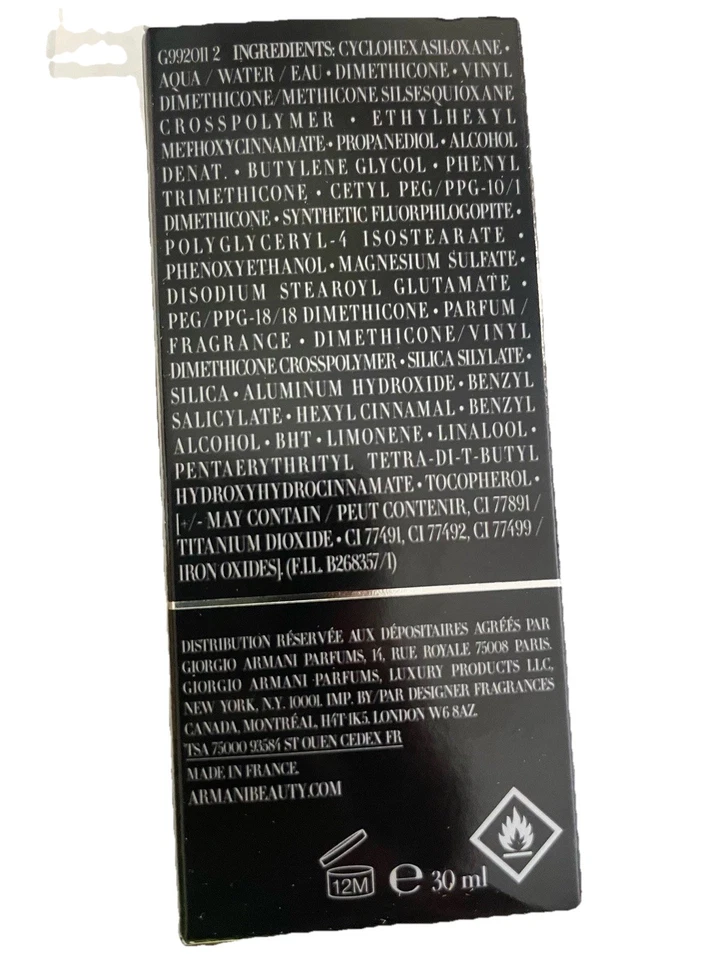 G992011 2 INGREDIENTS: CYCLOHEXASILOXANE •
AQUA / WATER / EAU • DIMETHICONE • VINYL
DIMETHICONE/METHICONE SILSESQUIOXANE
CROSSPOLYMER • ETHYLHEXYL
METHOXYCINNAMATE • PROPANEDIOL • ALCOHOL
DENAT. • BUTYLENE GLYCOL • PHENYL
TRIMETHICONE • CETYL PEG/PPG-10/1
DIMETHICONE • SYNTHETIC FLUORPHLOGOPITE •
POLYGLYCERYL-4 ISOSTEARATE •
PHENOXYETHANOL • MAGNESIUM SULFATE •
DISODIUM STEAROYL GLUTAMATE •
PEG/PPG-18/18 DIMETHICONE • PARFUM /
FRAGRANCE • DIMETHICONE/VINYL
DIMETHICONE CROSSPOLYMER • SILICA SILYLATE •
SILICA • ALUMINUM HYDROXIDE • BENZYL
SALICYLATE • HEXYL CINNAMAL • BENZYL
ALCOHOL • BHT • LIMONENE • LINALOOL •
PENTAERYTHRITYL TETRA-DI-T-BUTYL
HYDROXYHYDROCINNAMATE • TOCOPHEROL •
[+/- MAY CONTAIN / PEUT CONTENIR, CI 77891 /
TITANIUM DIOXIDE • CI 77491, CI 77492, CI 77499 /
IRON OXIDES]. (F.I.L. B268357/1)
DISTRIBUTION RÉSERVÉE AUX DÉPOSITAIRES AGRÉÉS PAR
GIORGIO ARMANI PARFUMS, 14, RUE ROYALE 75008 PARIS.
GIORGIO ARMANI PARFUMS, LUXURY PRODUCTS LLC,
NEW YORK, N.Y. 10001. IMP. BY/PAR DESIGNER FRAGRANCES
CANADA, MONTRÉAL, H4T 1K5. LONDON W6 8AZ.
TSA 75000 93584 ST OUEN CEDEX FR
MADE IN FRANCE.
ARMANIBEAUTY.COM
12M e 30 ml